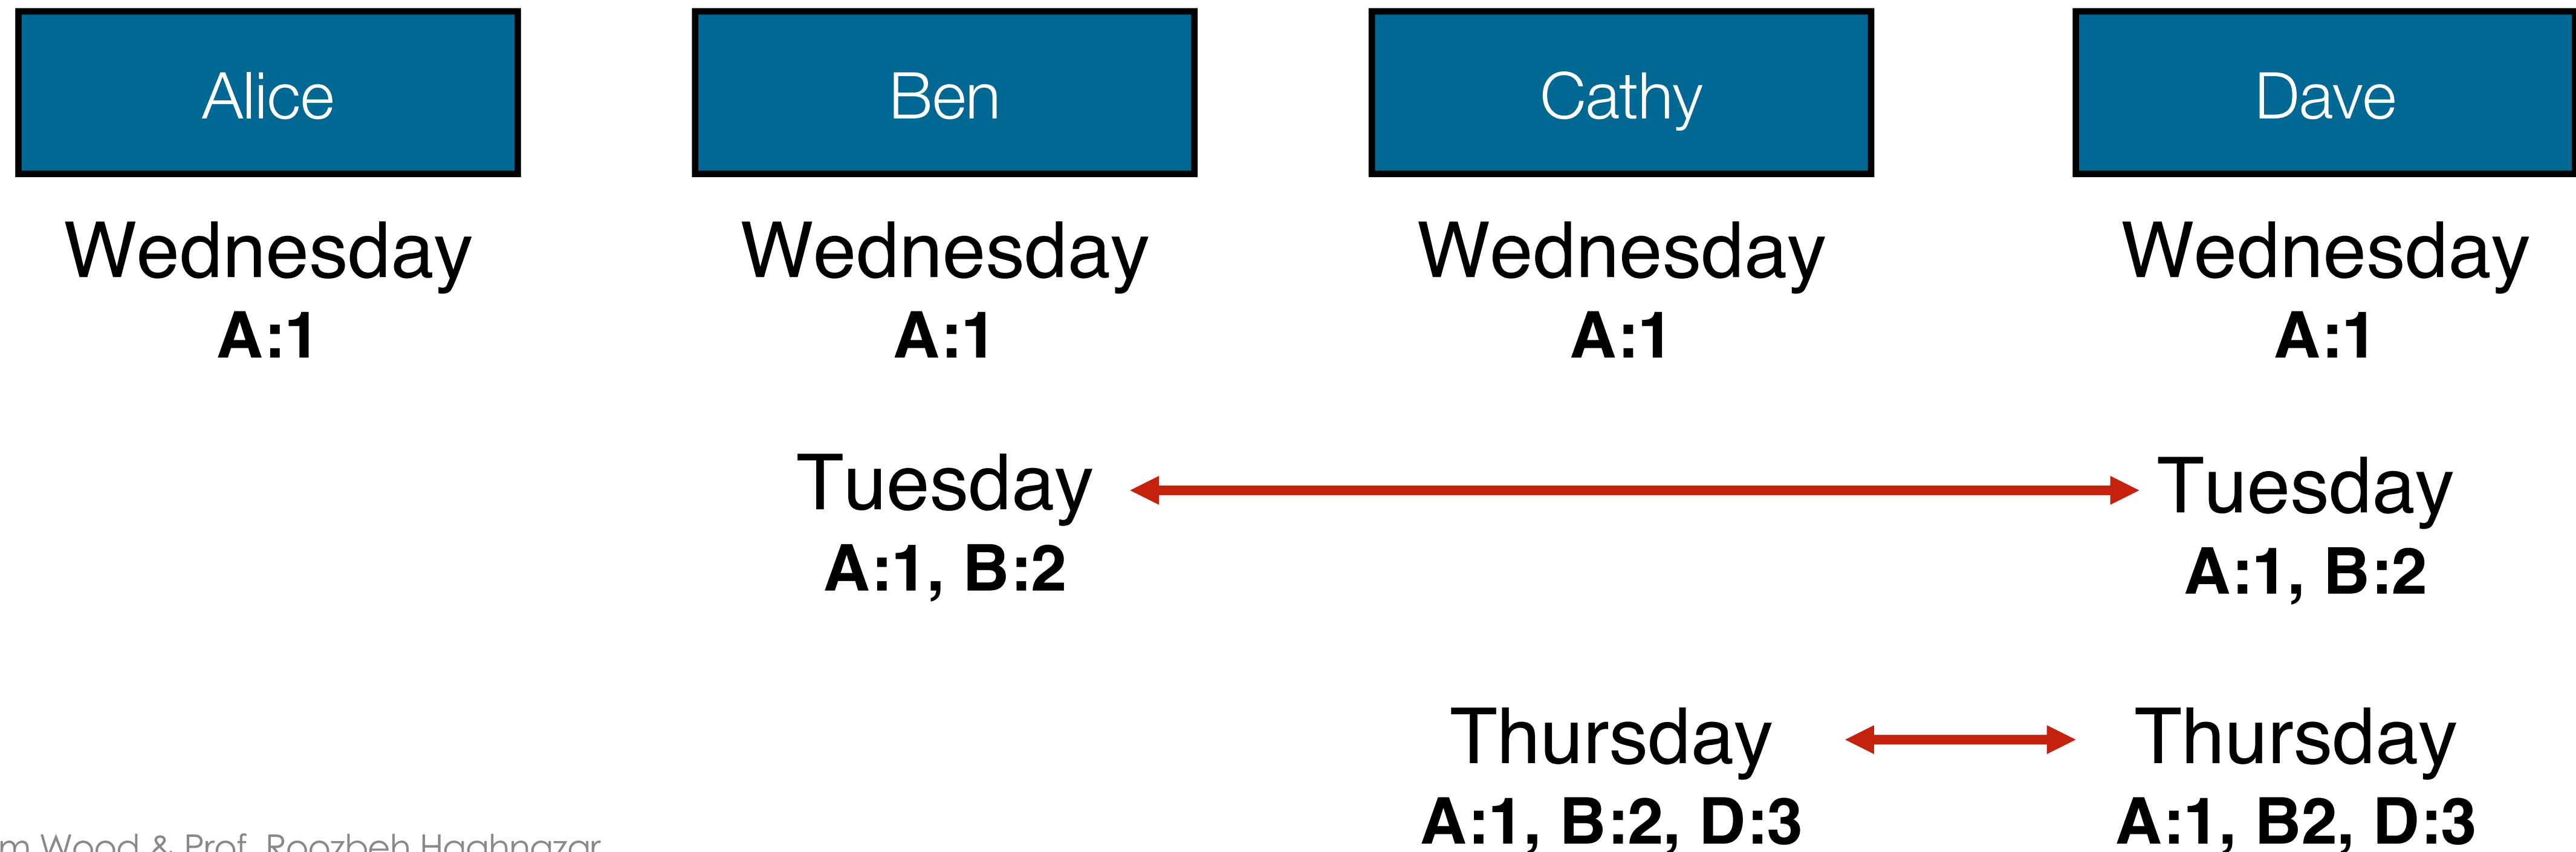 Alice Ben Cathy Dave
Wednesday Wednesday Wednesday Wednesday
A:1 A:1 A:1 A:1
Tuesday Tuesday
A:1, B:2 A:1, B:2
Thursday Thursday
A:1, B:2, D:3 A:1, B2, D:3
Wood & Prof. Roozbeh Haghnazar